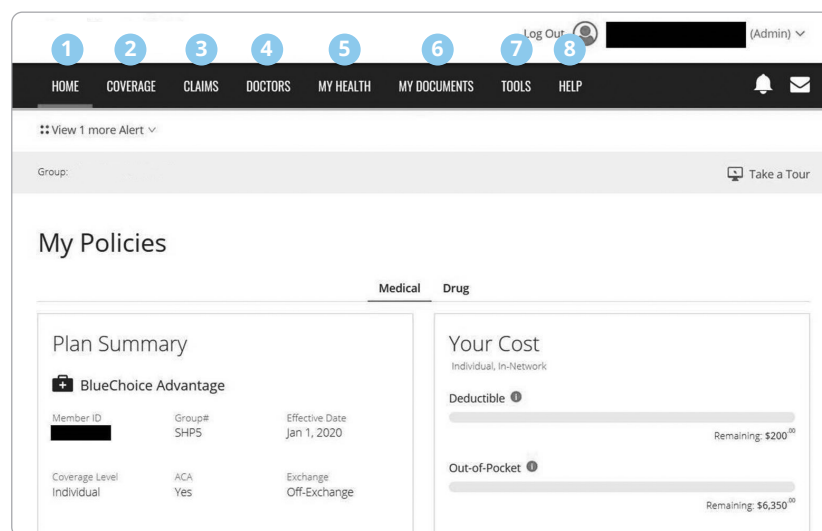 Log Out (Admin)
1 2 3 4 5 6 7 8
HOME COVERAGE CLAIMS DOCTORS MY HEALTH MY DOCUMENTS TOOLS HELP
View 1 more Alert
Group: Take a Tour
My Policies
Medical Drug
Plan Summary
BlueChoice Advantage
Member ID Group# Effective Date
SHP5 Jan 1, 2020
Coverage Level ACA Exchange
Individual Yes Off-Exchange
Your Cost
Individual, In-Network
Deductible
Remaining: $200.00
Out-of-Pocket
Remaining: $6,350.00